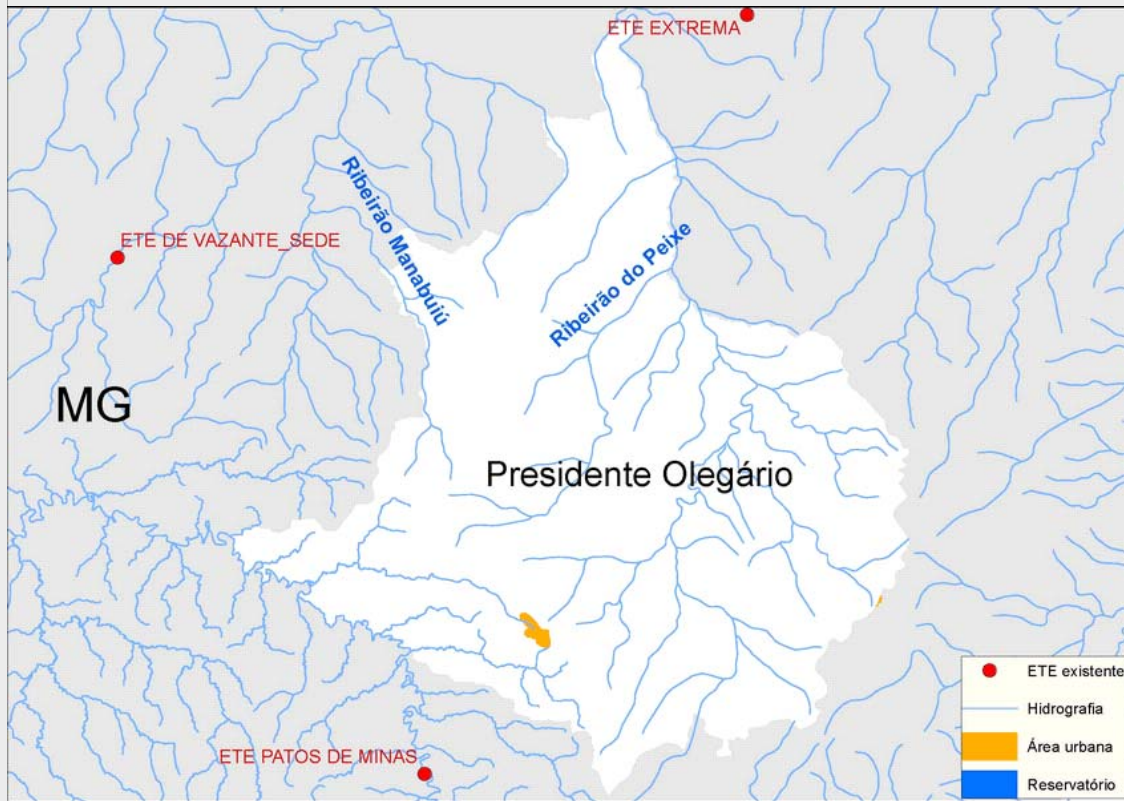 ETE EXTREMA
Ribeirão Manabuiú
Ribeirão do Peixe
ETE DE VAZANTE_SEDE
MG
Presidente Olegário
ETE PATOS DE MINAS
ETE existente
Hidrografia
Área urbana
Reservatório